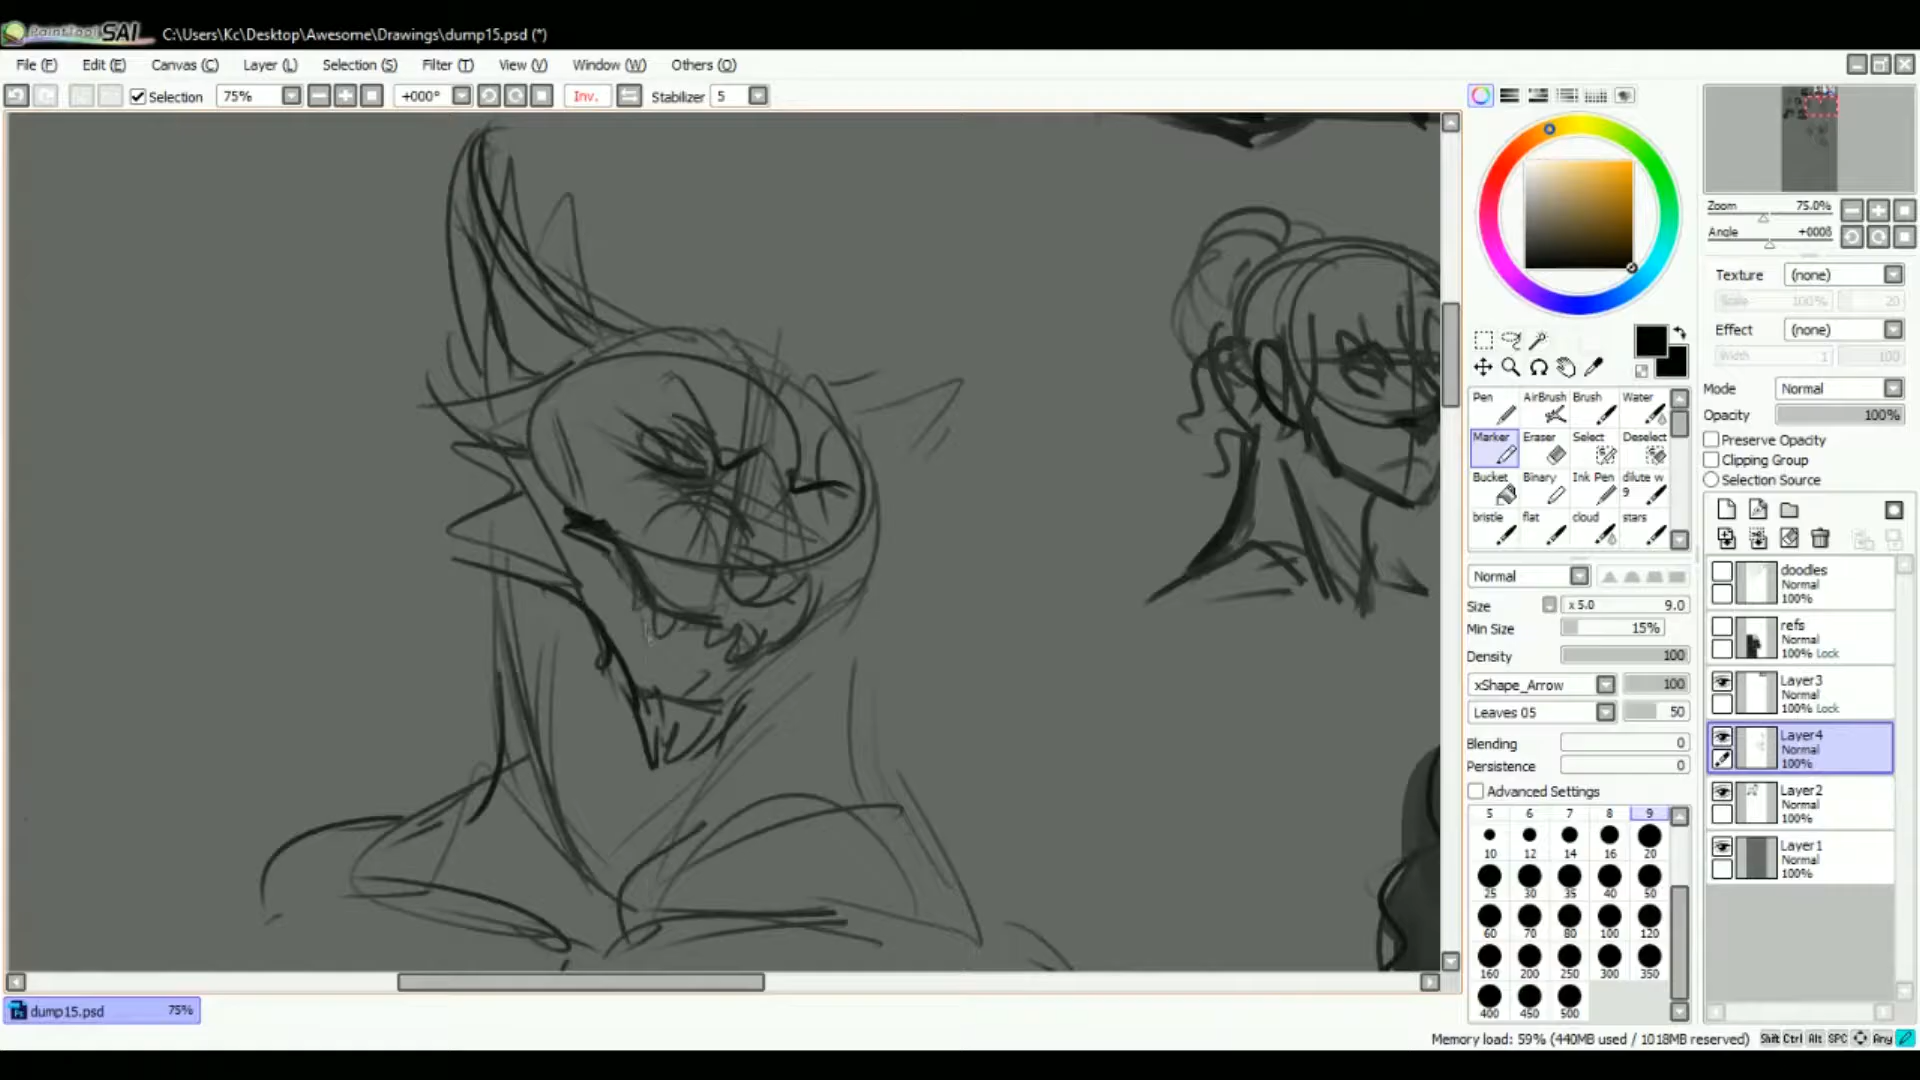 PaintTool SAI C:\Users\Kc\Desktop\Awesome\Drawings\dump15.psd (*)
File (F) Edit (E) Canvas (C) Layer (L) Selection (S) Filter (T) View (V) Window (W) Others (O)
Selection 75% +000° Inv. Stabilizer 5
Zoom 75.0%
Angle
Texture (none)
Scale 100% 20
Effect (none)
Width 1 100
Mode Normal
Opacity 100%
Preserve Opacity
Clipping Group
Selection Source
Pen AirBrush Brush Water
Marker Eraser Select Deselect
Bucket Binary Ink Pen dilute w
9
bristle flat cloud stars
Normal
Size x 5.0 9.0
Min Size 15%
Density 100
xShape_Arrow 100
Leaves 05 50
Blending 0
Persistence 0
Advanced Settings
5 6 7 8 9
10 12 14 16 20
25 30 35 40 50
60 70 80 100 120
160 200 250 300 350
400 450 500
doodles
Normal
100%
refs
Normal
100% Lock
Layer3
Normal
100% Lock
Layer4
Normal
100%
Layer2
Normal
100%
Layer1
Normal
100%
dump15.psd 75%
Memory load: 59% (440MB used / 1018MB reserved) Shift Ctrl Alt SPC Any